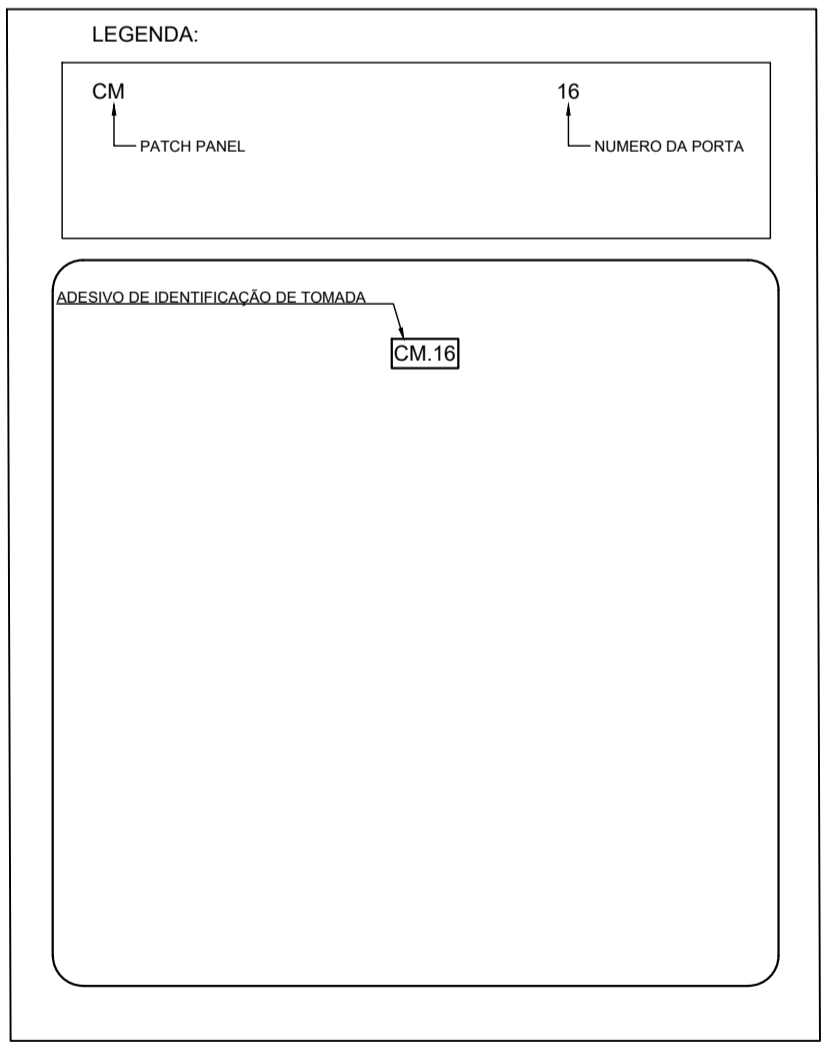 LEGENDA:
CM 16
PATCH PANEL NUMERO DA PORTA
ADESIVO DE IDENTIFICAÇÃO DE TOMADA
CM.16